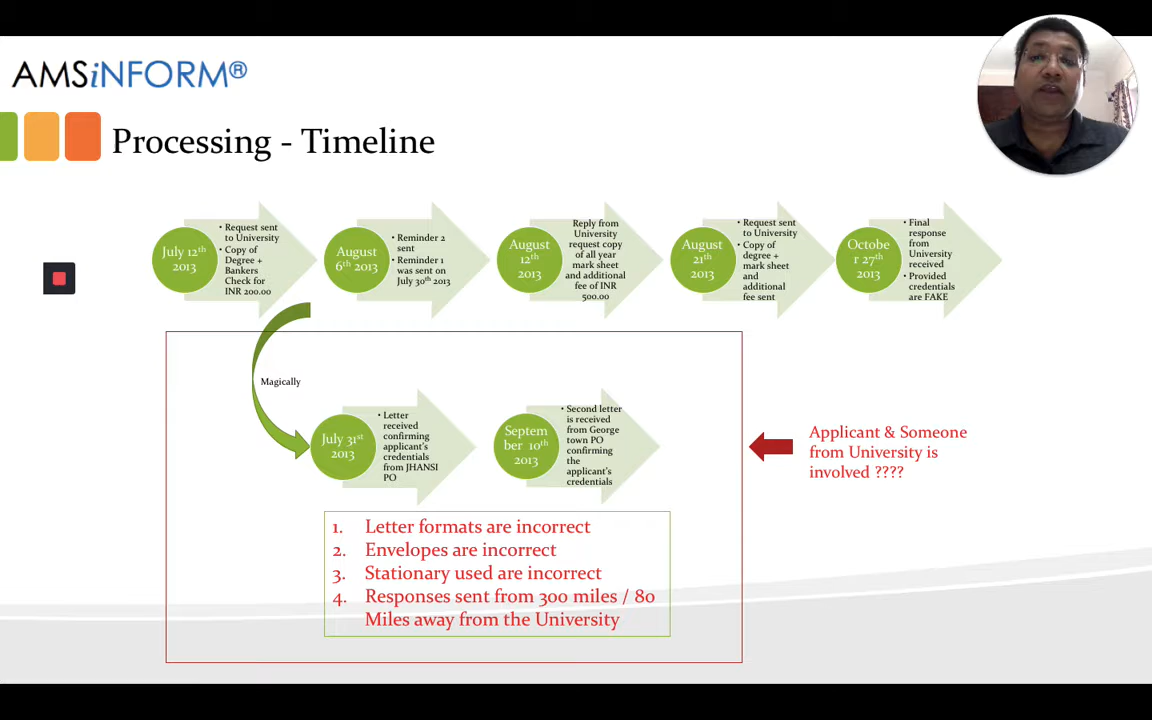 AMSiNFORM®
Processing - Timeline
July 12th
2013
• Request sent
to University
• Copy of
Degree +
Bankers
Check for
INR 200.00
August
6th 2013
• Reminder 2
sent
• Reminder 1
was sent on
July 30th 2013
August
12th
2013
Reply from
University
request copy
of all year
mark sheet
and additional
fee of INR
500.00
August
21th
2013
• Request sent
to University
• Copy of
degree +
mark sheet
and
additional
fee sent
Octobe
r 27th
2013
• Final
response
from
University
received
• Provided
credentials
are FAKE
Magically
July 31st
2013
• Letter
received
confirming
applicant's
credentials
from JHANSI
PO
Septem
ber 10th
2013
• Second letter
is received
from George
town PO
confirming
the
applicant's
credentials
Applicant & Someone
from University is
involved ????
1. Letter formats are incorrect
2. Envelopes are incorrect
3. Stationary used are incorrect
4. Responses sent from 300 miles / 80
Miles away from the University